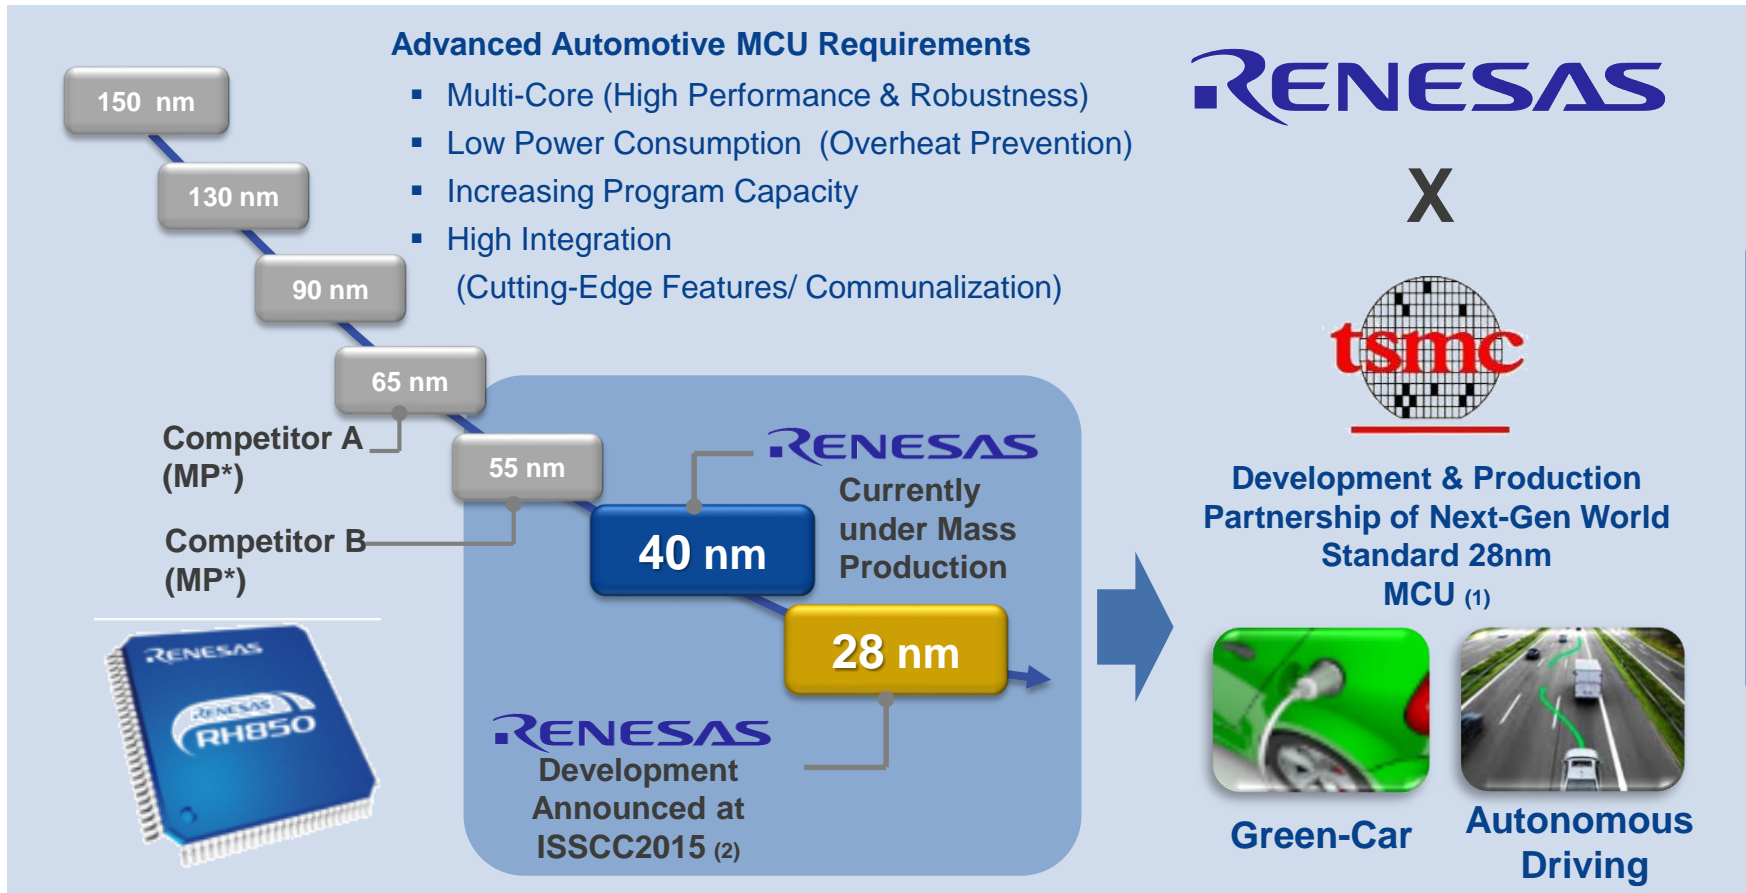 Advanced Automotive MCU Requirements
▪ Multi-Core (High Performance & Robustness)
▪ Low Power Consumption (Overheat Prevention)
▪ Increasing Program Capacity
▪ High Integration
(Cutting-Edge Features/ Communalization)
150 nm
130 nm
90 nm
65 nm
55 nm
40 nm
28 nm
Competitor A
(MP*)
Competitor B
(MP*)
RENESAS
Currently
under Mass
Production
RENESAS
Development
Announced at
ISSCC2015 (2)
RENESAS
RENESAS
RH850
RENESAS
X
tsmc
Development & Production
Partnership of Next-Gen World
Standard 28nm
MCU (1)
Green-Car
Autonomous
Driving